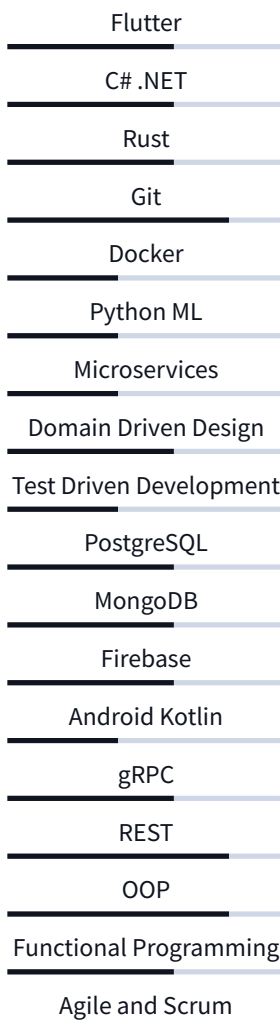 Flutter
C# .NET
Rust
Git
Docker
Python ML
Microservices
Domain Driven Design
Test Driven Development
PostgreSQL
MongoDB
Firebase
Android Kotlin
gRPC
REST
OOP
Functional Programming
Agile and Scrum